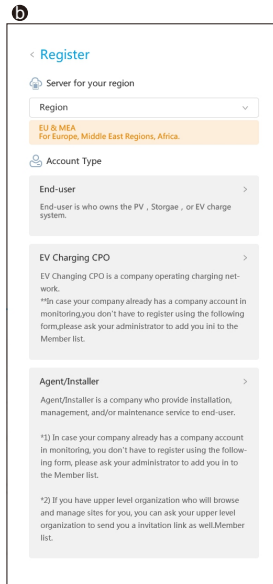 b
< Register
Server for your region
Region
EU & MEA
For Europe, Middle East Regions, Africa.
Account Type
End-user >
End-user is who owns the PV , Storgae , or EV charge
system.
EV Charging CPO >
EV Changing CPO is a company operating charging net-
work.
**In case your company already has a company account in
monitoring,you don't have to register using the following
form,please ask your administrator to add you ini to the
Member list.
Agent/Installer >
Agent/Installer is a company who provide installation,
management, and/or maintenance service to end-user.
*1) In case your company already has a company account
in monitoring, you don't have to register using the follow-
ing form, please ask your administrator to add you in to
the Member list.
*2) If you have upper level organization who will browse
and manage sites for you, you can ask your upper level
organization to send you a invitation link as well.Member
list.